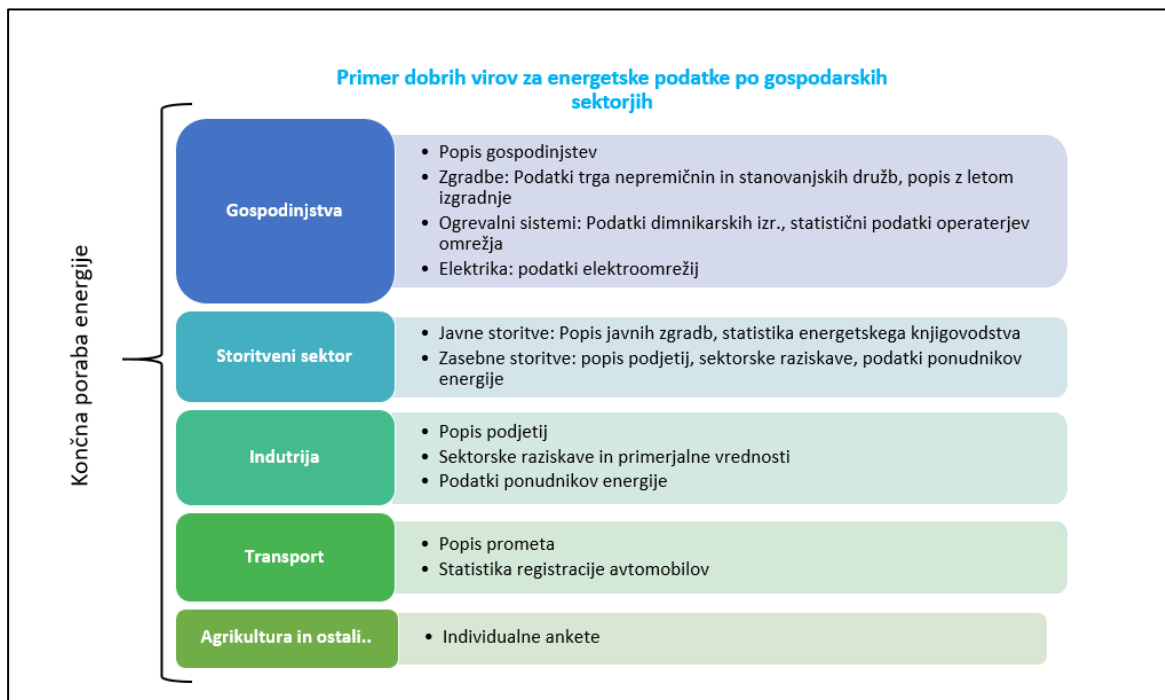 Primer dobrih virov za energetske podatke po gospodarskih
sektorjih
Končna poraba energije
Gospodinjstva
• Popis gospodinjstev
• Zgradbe: Podatki trga nepremičnin in stanovanjskih družb, popis z letom
izgradnje
• Ogrevalni sistemi: Podatki dimnikarskih izr., statistični podatki operaterjev
omrežja
• Elektrika: podatki elektroomrežij
Storitveni sektor
• Javne storitve: Popis javnih zgradb, statistika energetskega knjigovodstva
• Zasebne storitve: popis podjetij, sektorske raziskave, podatki ponudnikov
energije
Indutrija
• Popis podjetij
• Sektorske raziskave in primerjalne vrednosti
• Podatki ponudnikov energije
Transport
• Popis prometa
• Statistika registracije avtomobilov
Agrikultura in ostali..
• Individualne ankete